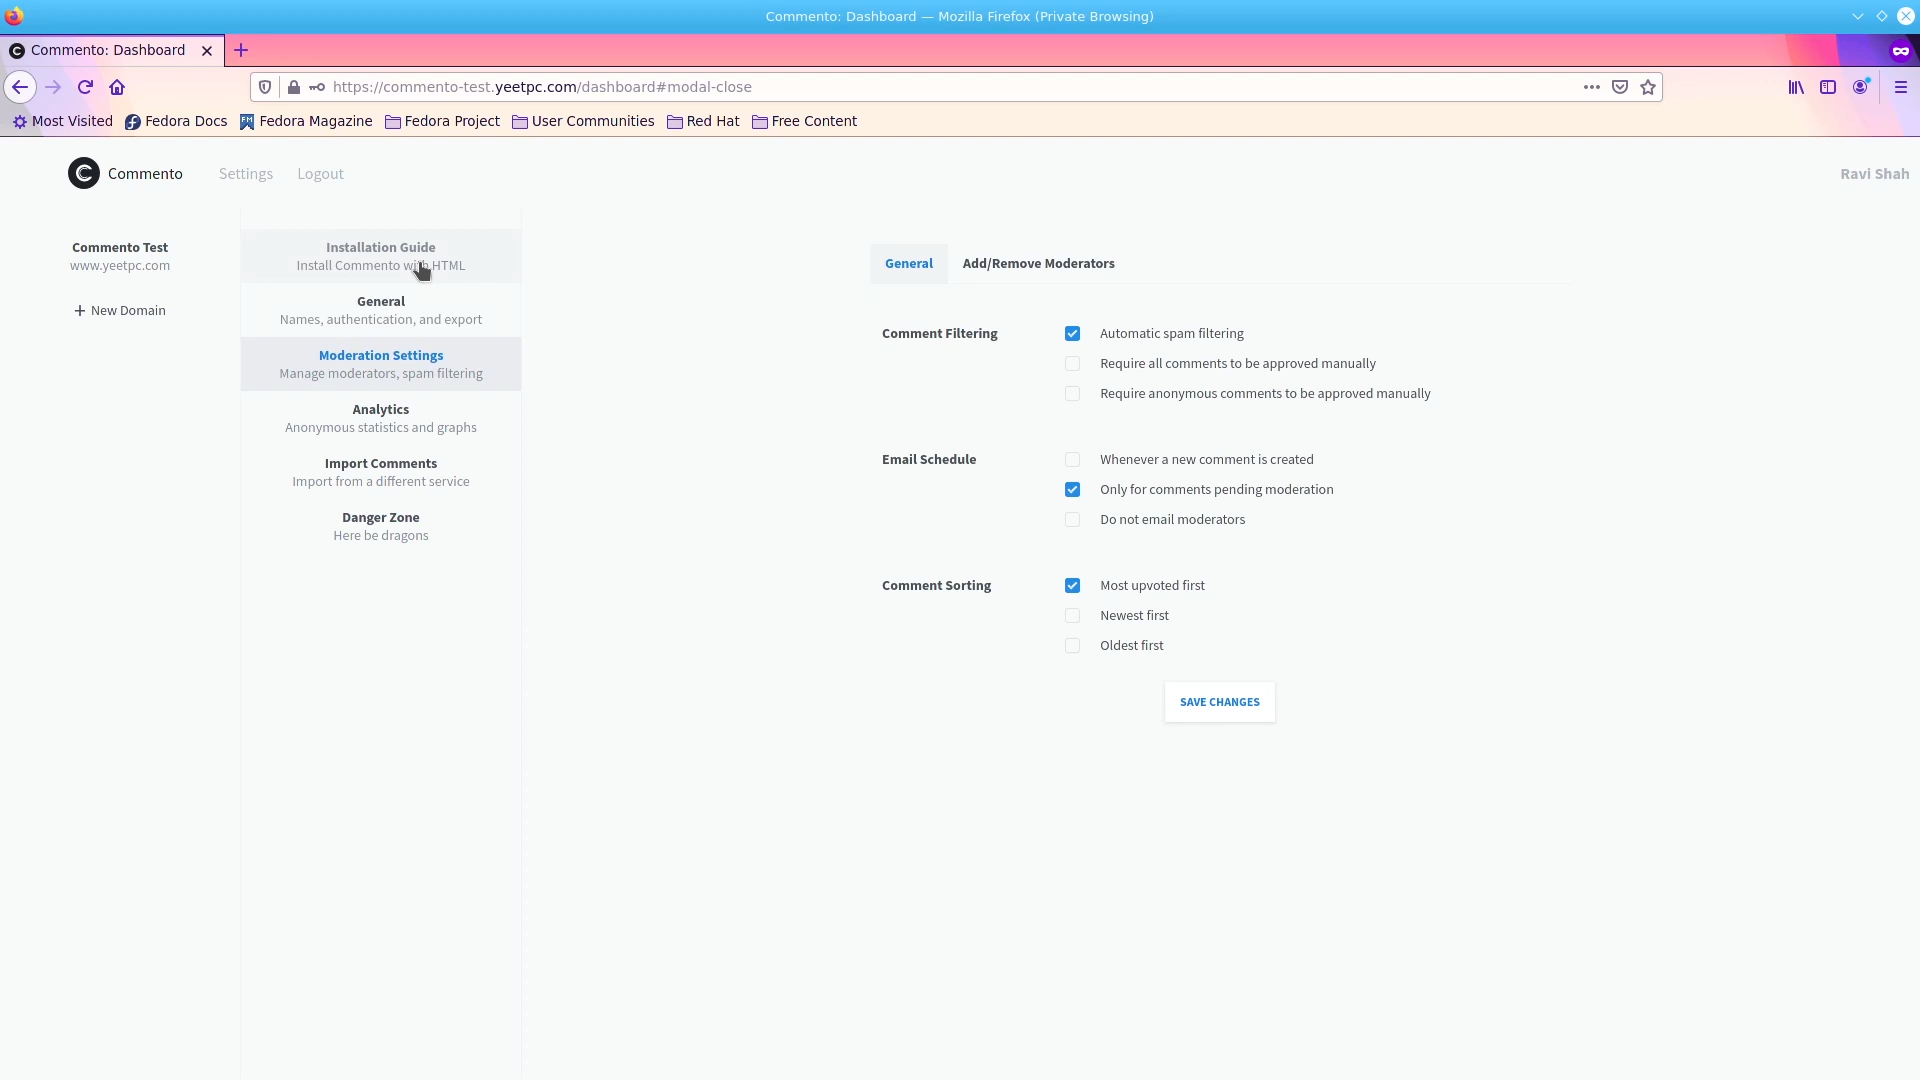 Commento: Dashboard — Mozilla Firefox (Private Browsing)
Commento: Dashboard
https://commento-test.yeetpc.com/dashboard#modal-close
Most Visited Fedora Docs Fedora Magazine Fedora Project User Communities Red Hat Free Content
Commento Settings Logout Ravi Shah
Commento Test
www.yeetpc.com
+ New Domain
Installation Guide
Install Commento with HTML
General
Names, authentication, and export
Moderation Settings
Manage moderators, spam filtering
Analytics
Anonymous statistics and graphs
Import Comments
Import from a different service
Danger Zone
Here be dragons
General Add/Remove Moderators
Comment Filtering Automatic spam filtering
Require all comments to be approved manually
Require anonymous comments to be approved manually
Email Schedule Whenever a new comment is created
Only for comments pending moderation
Do not email moderators
Comment Sorting Most upvoted first
Newest first
Oldest first
SAVE CHANGES